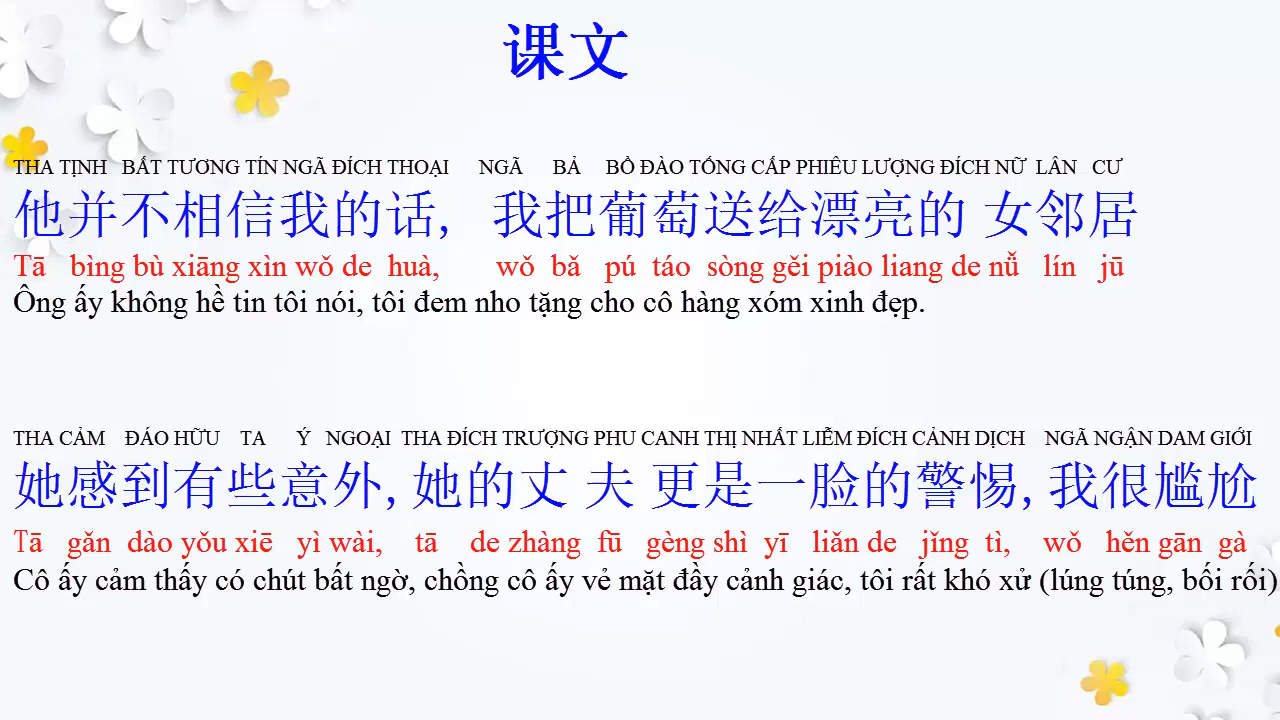 课文
THA TỊNH BẤT TƯƠNG TÍN NGÃ ĐÍCH THOẠI NGÃ BẢ BỒ ĐÀO TỐNG CẤP PHIÊU LƯỢNG ĐÍCH NỮ LÂN CƯ
他并不相信我的话, 我把葡萄送给漂亮的 女邻居
Tā bìng bù xiāng xìn wǒ de huà, wǒ bǎ pú táo sòng gěi piào liang de nǚ lín jū
Ông ấy không hề tin tôi nói, tôi đem nho tặng cho cô hàng xóm xinh đẹp.
THA CẢM ĐÁO HỮU TA Ý NGOẠI THA ĐÍCH TRƯỢNG PHU CANH THỊ NHẤT LIỄM ĐÍCH CẢNH DỊCH NGÃ NGẬN DAM GIỚI
她感到有些意外, 她的丈 夫 更是一脸的警惕, 我很尴尬
Tā gǎn dào yǒu xiē yì wài, tā de zhàng fū gèng shì yī liǎn de jǐng tì, wǒ hěn gān gà
Cô ấy cảm thấy có chút bất ngờ, chồng cô ấy vẻ mặt đầy cảnh giác, tôi rất khó xử (lúng túng, bối rối)